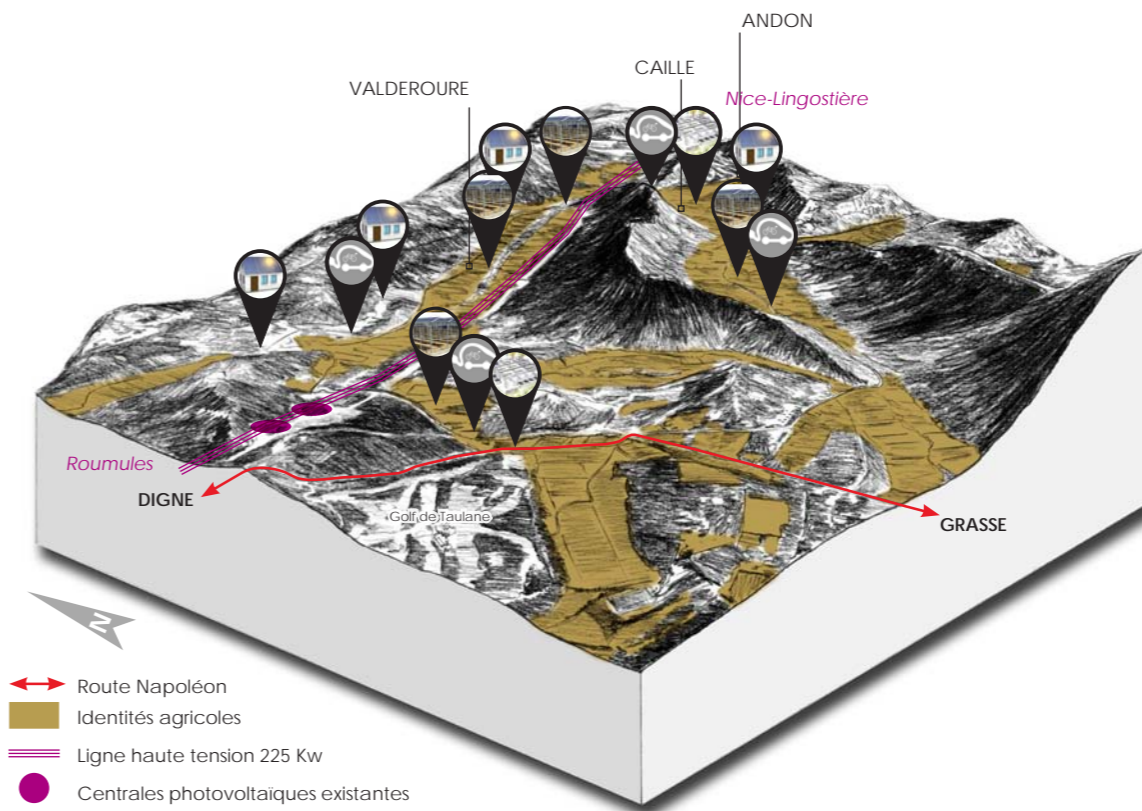 ANDON
CAILLE
VALDEROURE
Nice-Lingostière
Roumules
DIGNE
Golf de Taulane
GRASSE
N
Route Napoléon
Identités agricoles
Ligne haute tension 225 Kw
Centrales photovoltaïques existantes